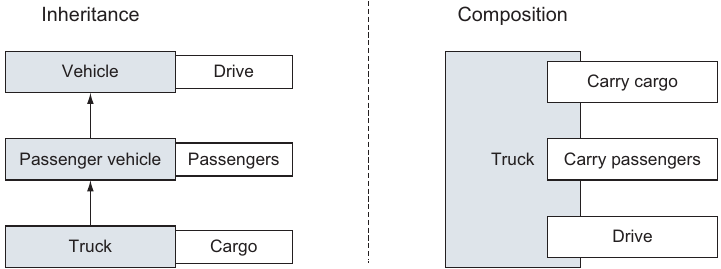 Inheritance
Vehicle
Drive
Passenger vehicle
Passengers
Truck
Cargo
Composition
Truck
Carry cargo
Carry passengers
Drive